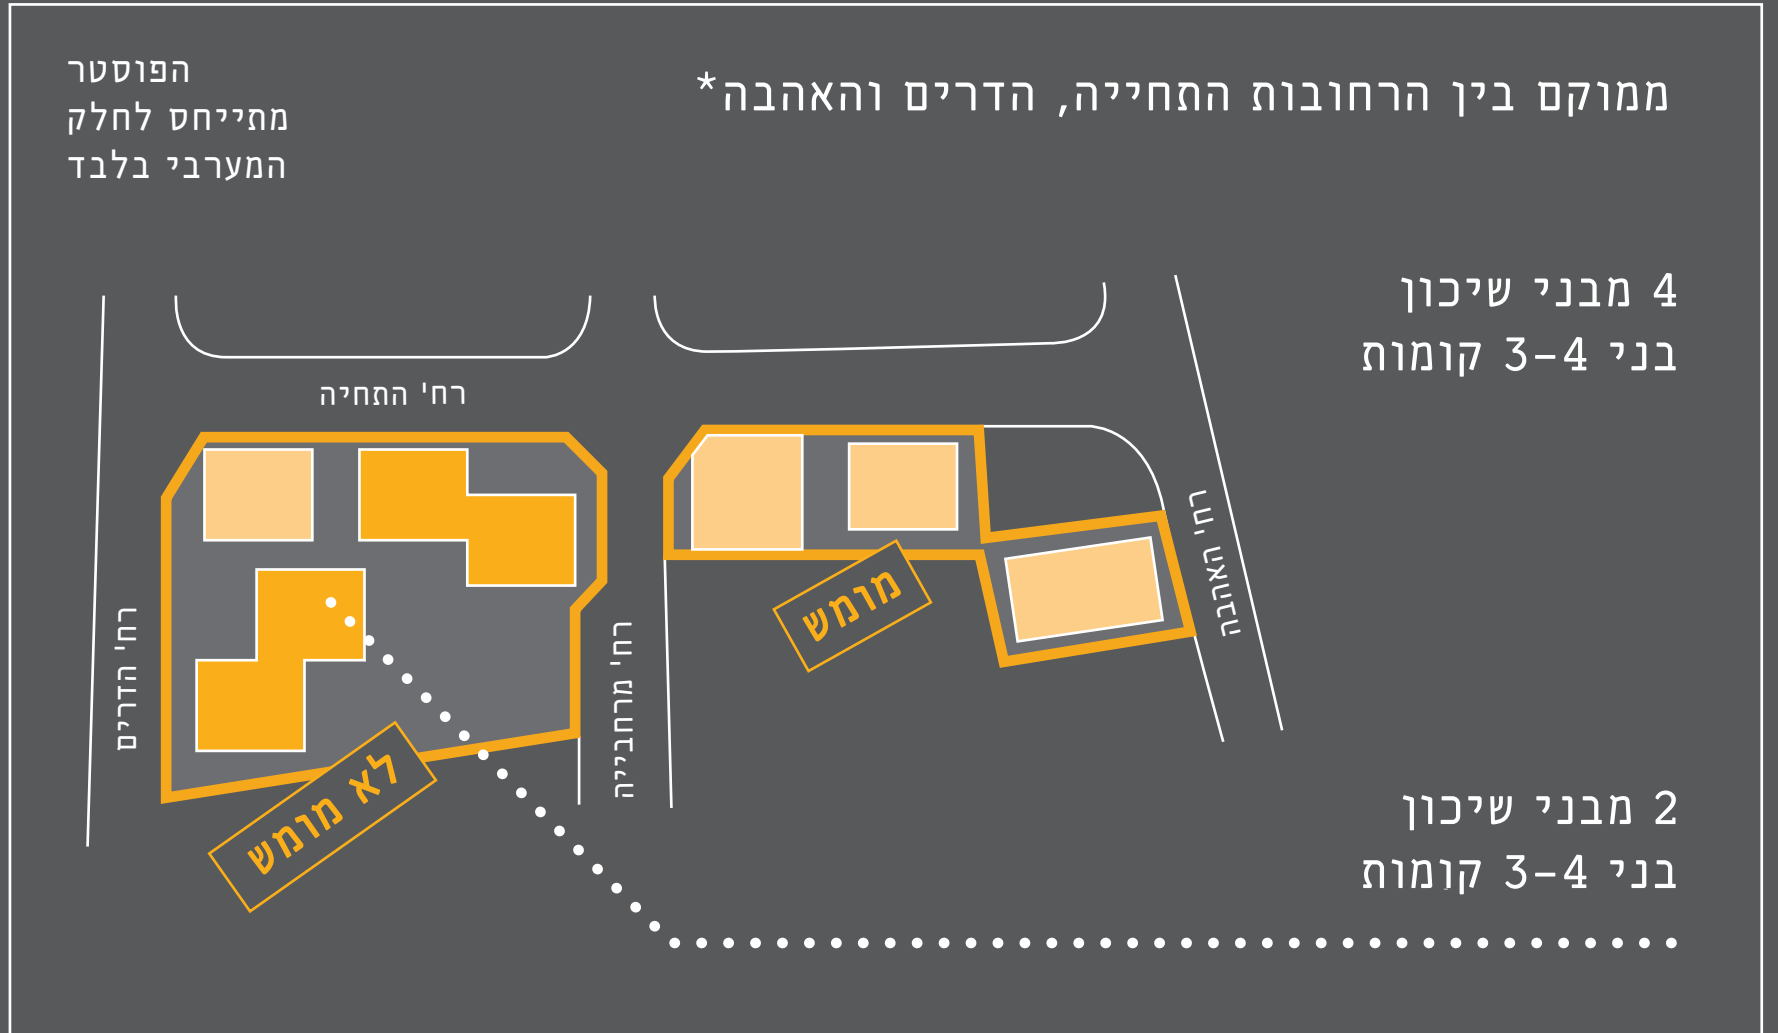 ממוקם בין הרחובות התחייה, הדרים והאהבה*
הפוסטר
מתייחס לחלק
המערבי בלבד
4 מבני שיכון
בני 3-4 קומות
רח' התחיה
רח' האהבה
מומש
רח' מרחבייה
רח' הדרים
לא מומש
2 מבני שיכון
בני 3-4 קומות